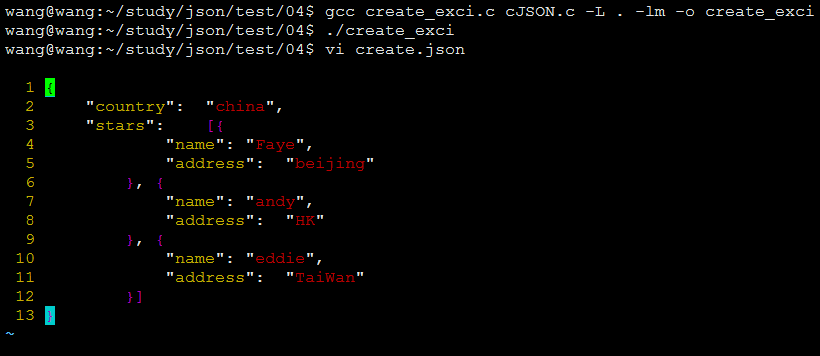 wang@wang:~/study/json/test/04$ gcc create_exci.c cJSON.c -L . -lm -o create_exci
wang@wang:~/study/json/test/04$ ./create_exci
wang@wang:~/study/json/test/04$ vi create.json
1 {
2 "country": "china",
3 "stars": [{
4 "name": "Faye",
5 "address": "beijing"
6 }, {
7 "name": "andy",
8 "address": "HK"
9 }, {
10 "name": "eddie",
11 "address": "TaiWan"
12 }]
13 }
~